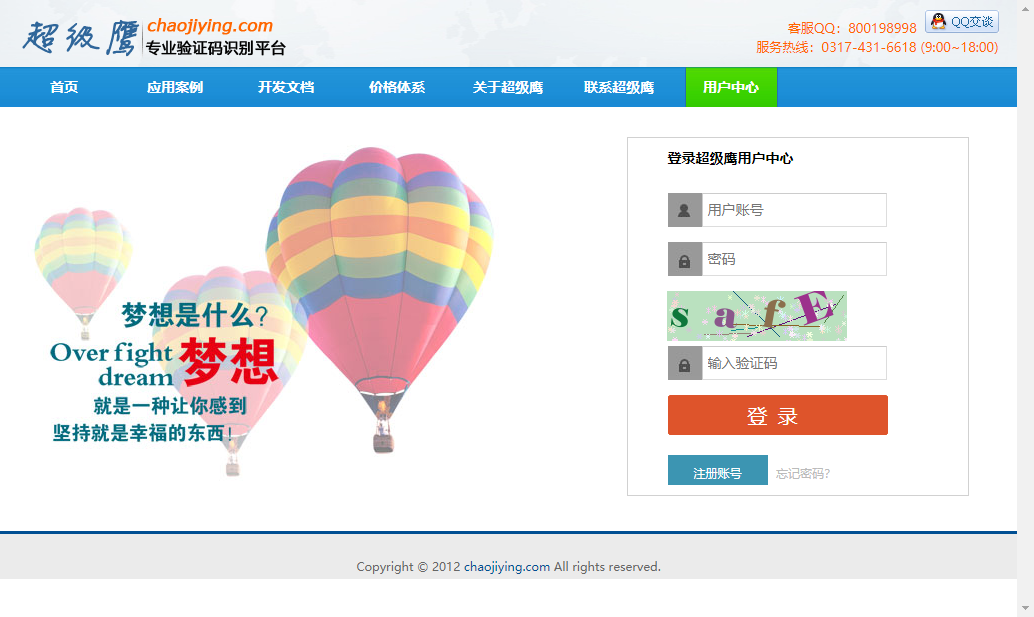 超级鹰
chaojiying.com
专业验证码识别平台
客服QQ：800198998
QQ交谈
服务热线：0317-431-6618 (9:00~18:00)
首页
应用案例
开发文档
价格体系
关于超级鹰
联系超级鹰
用户中心
梦想是什么？
Over fight
dream
梦想
就是一种让你感到
坚持就是幸福的东西！
登录超级鹰用户中心
用户账号
密码
s a f E
输入验证码
登 录
注册账号
忘记密码?
Copyright © 2012 chaojiying.com All rights reserved.